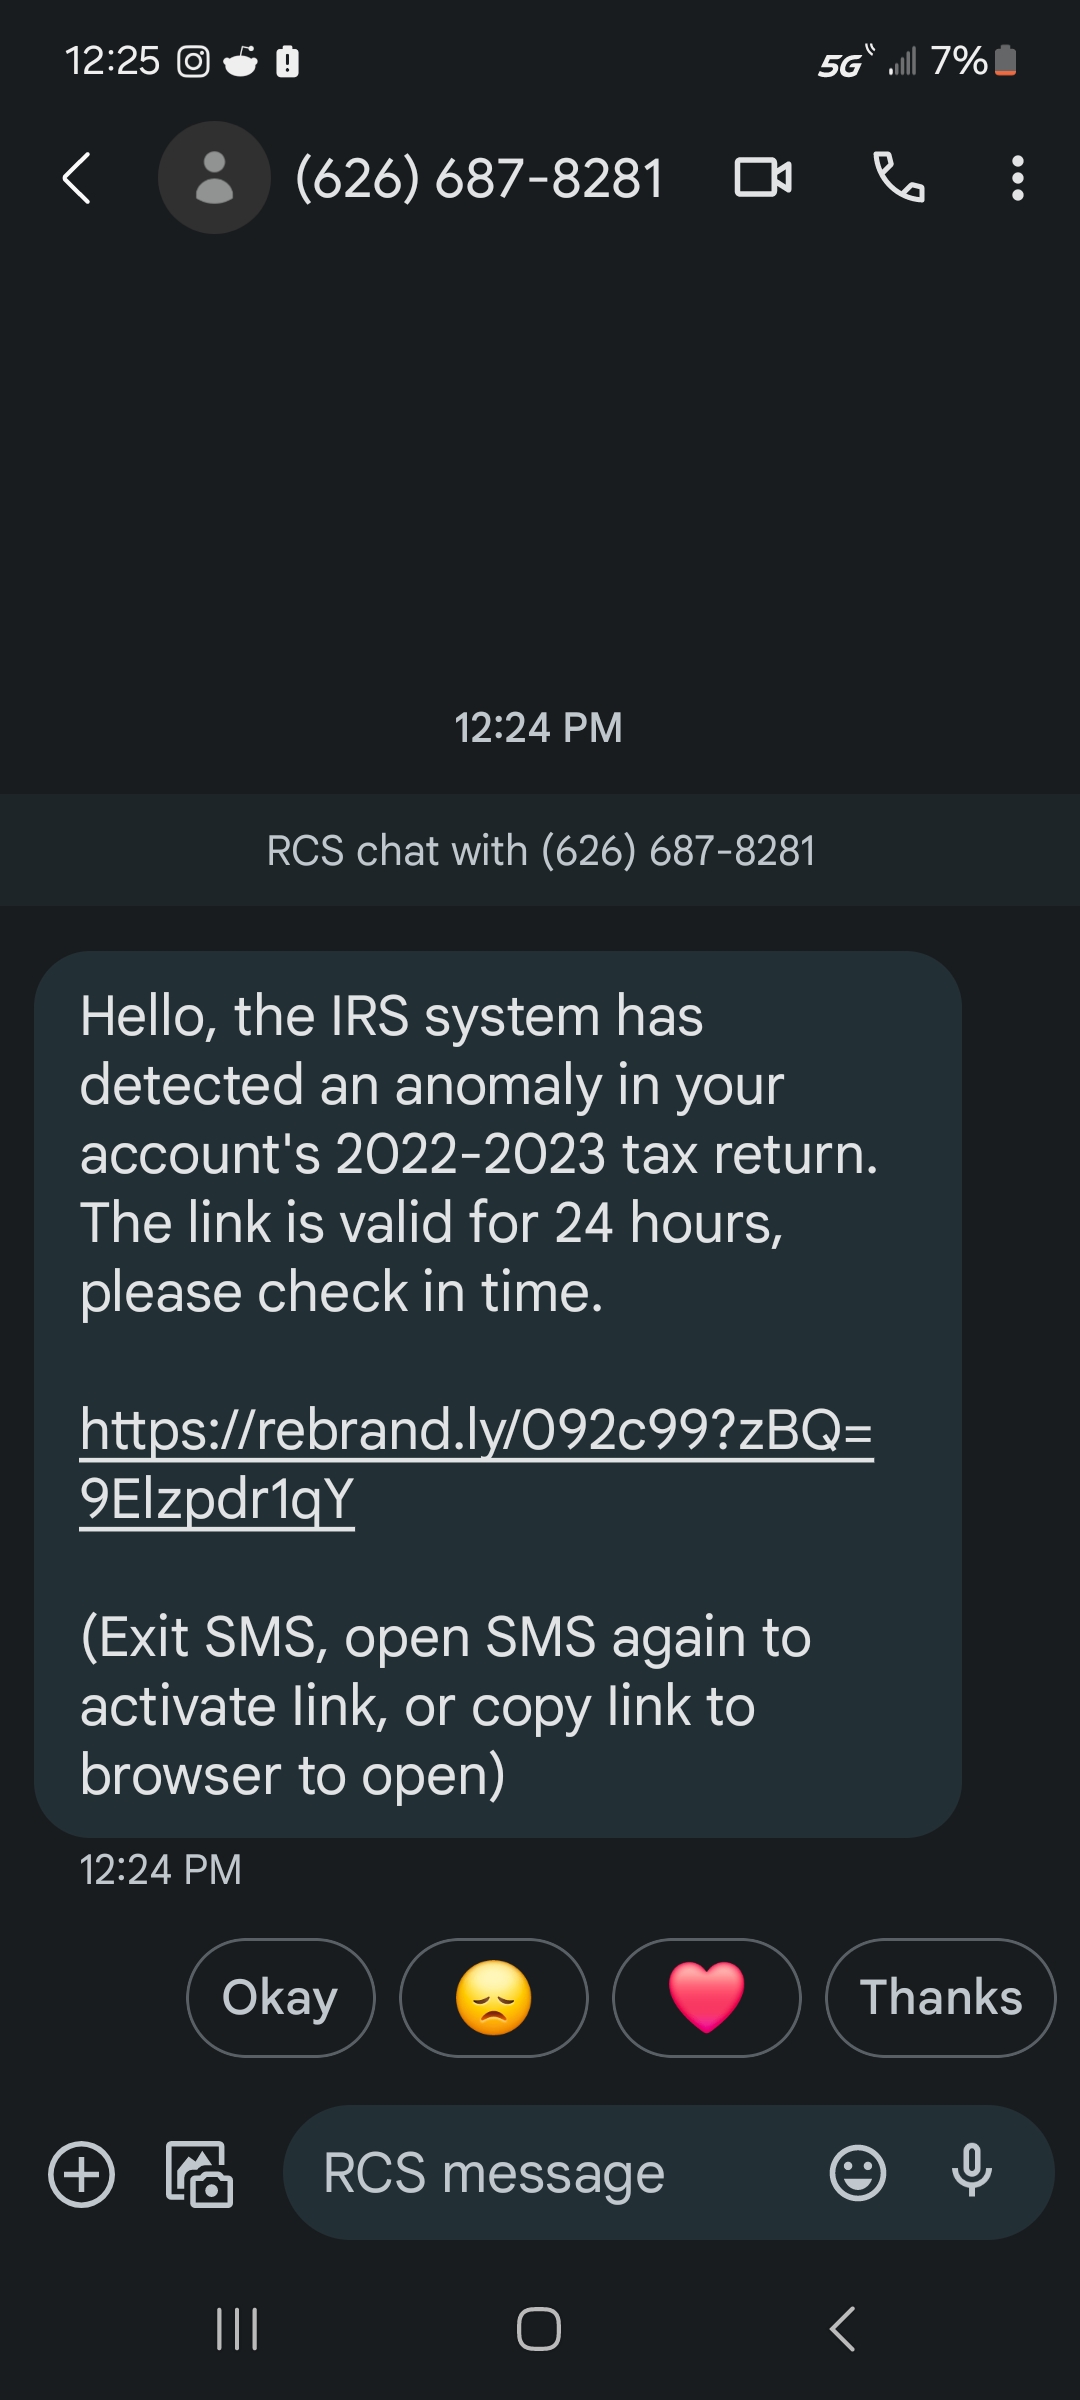 12:25 5G 7%
(626) 687-8281
12:24 PM
RCS chat with (626) 687-8281
Hello, the IRS system has
detected an anomaly in your
account's 2022-2023 tax return.
The link is valid for 24 hours,
please check in time.
https://rebrand.ly/092c99?zBQ=
9Elzpdr1qY
(Exit SMS, open SMS again to
activate link, or copy link to
browser to open)
12:24 PM
Okay 😞 ❤️ Thanks
RCS message